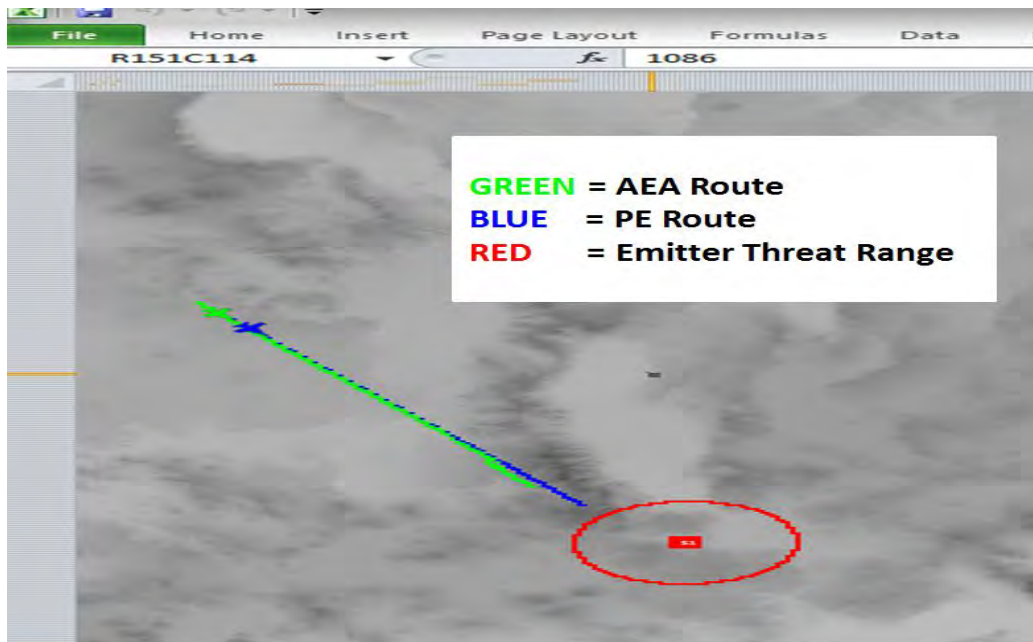 File Home Insert Page Layout Formulas Data
R151C114 fx 1086
GREEN = AEA Route
BLUE = PE Route
RED = Emitter Threat Range
S1